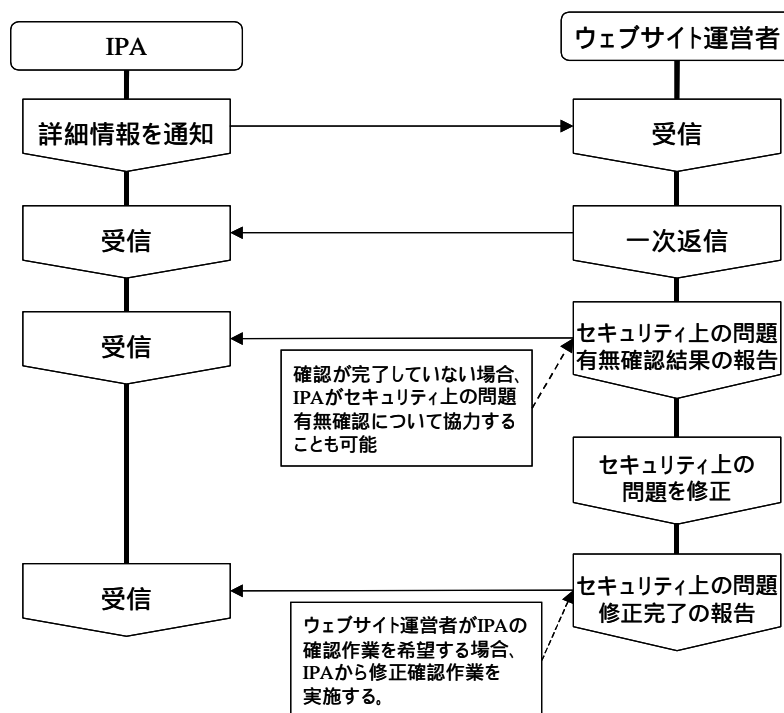 IPA
ウェブサイト運営者
詳細情報を通知
受信
受信
一次返信
受信
セキュリティ上の問題
有無確認結果の報告
確認が完了していない場合、
IPAがセキュリティ上の問題
有無確認について協力する
ことも可能
セキュリティ上の
問題を修正
受信
セキュリティ上の問題
修正完了の報告
ウェブサイト運営者がIPAの
確認作業を希望する場合、
IPAから修正確認作業を
実施する。